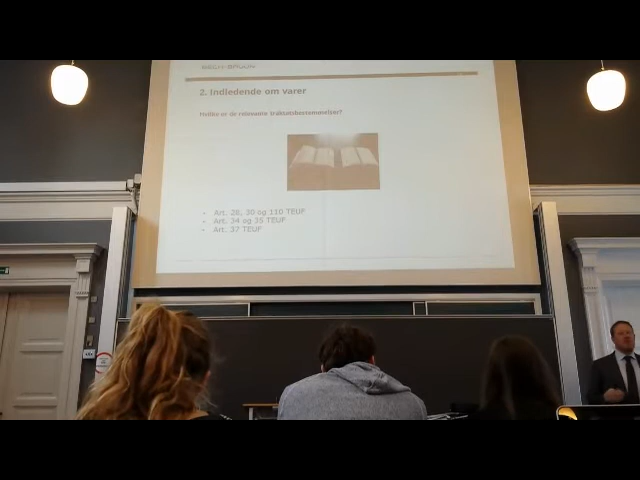 2. Indledende om varer
Hvilke er de relevante traktatsbestemmelser?
- Art. 28, 30 og 110 TEUF
- Art. 34 og 35 TEUF
- Art. 37 TEUF